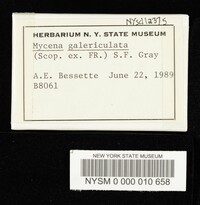 NYSf12375
HERBARIUM N. Y. STATE MUSEUM
Mycena galericulata
(Scop. ex. FR.) S.F. Gray
A.E. Bessette June 22, 1989
B8061
NEW YORK STATE MUSEUM
NYSM 0 000 010 658